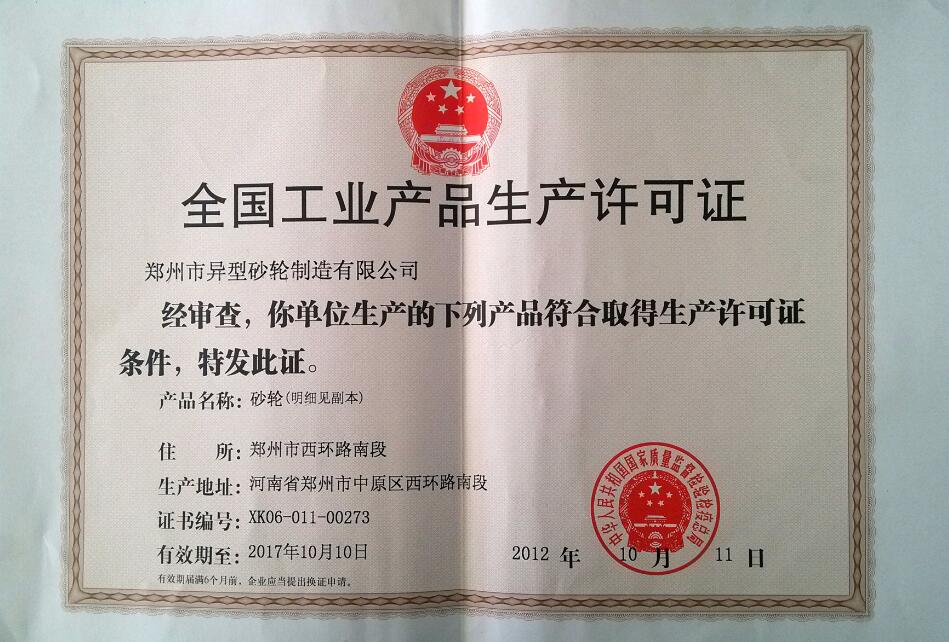 全国工业产品生产许可证
郑州市异型砂轮制造有限公司
经审查，你单位生产的下列产品符合取得生产许可证
条件，特发此证。
产品名称：砂轮(明细见副本)
住 所：郑州市西环路南段
生产地址：河南省郑州市中原区西环路南段
证书编号：XK06-011-00273
有效期至：2017年10月10日
2012 年 10 月 11 日
有效期届满6个月前，企业应当提出换证申请。
中华人民共和国国家质量监督检验检疫总局